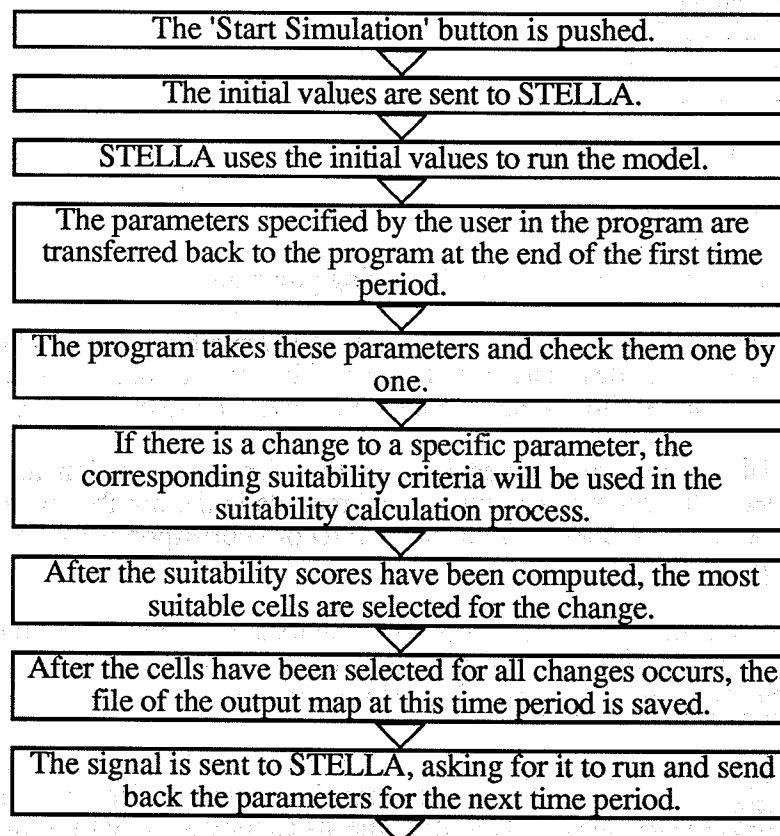 The 'Start Simulation' button is pushed.
The initial values are sent to STELLA.
STELLA uses the initial values to run the model.
The parameters specified by the user in the program are
transferred back to the program at the end of the first time
period.
The program takes these parameters and check them one by
one.
If there is a change to a specific parameter, the
corresponding suitability criteria will be used in the
suitability calculation process.
After the suitability scores have been computed, the most
suitable cells are selected for the change.
After the cells have been selected for all changes occurs, the
file of the output map at this time period is saved.
The signal is sent to STELLA, asking for it to run and send
back the parameters for the next time period.